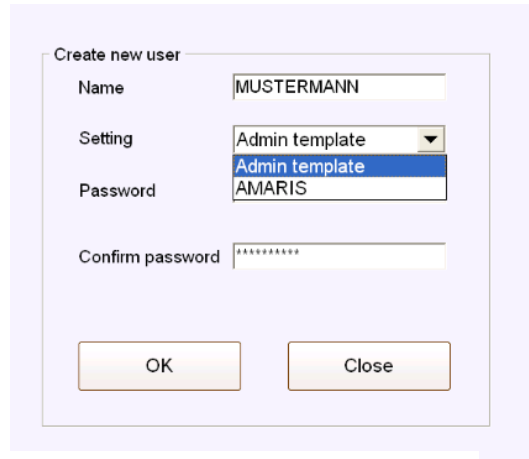 Create new user
Name MUSTERMANN
Setting Admin template
Admin template
Password AMARIS
Confirm password **********
OK Close